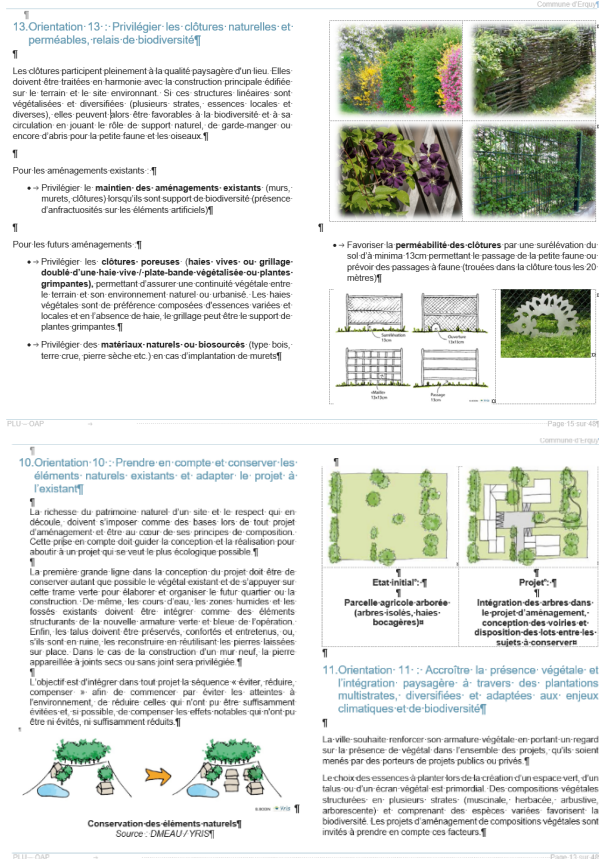 Commune d'Erquy¶
¶
13.Orientation 13 : Privilégier les clôtures naturelles et
perméables, relais de biodiversité¶
¶
Les clôtures participent pleinement à la qualité paysagère d'un lieu. Elles
doivent être traitées en harmonie avec la construction principale édifiée
sur le terrain et le site environnant. Si ces structures linéaires sont
végétalisées et diversifiées (plusieurs strates, essences locales et
diverses), elles peuvent alors être favorables à la biodiversité et à sa
circulation en jouant le rôle de support naturel, de garde-manger ou
encore d'abris pour la petite faune et les oiseaux.¶
¶
Pour les aménagements existants : ¶
• → Privilégier le maintien des aménagements existants (murs,
murets, clôtures) lorsqu'ils sont support de biodiversité (présence
d'anfractuosités sur les éléments artificiels)¶
¶
Pour les futurs aménagements : ¶
• → Privilégier les clôtures poreuses (haies vives ou grillage
doublé d'une haie vive / plate-bande végétalisée ou plantes
grimpantes), permettant d'assurer une continuité végétale entre
le terrain et son environnement naturel ou urbanisé. Les haies
végétales sont de préférence composées d'essences variées et
locales et en l'absence de haie, le grillage peut être le support de
plantes grimpantes.¶
• → Privilégier des matériaux naturels ou biosourcés (type bois,
terre crue, pierre sèche etc.) en cas d'implantation de murets¶
¶
• → Favoriser la perméabilité des clôtures par une surélévation du
sol d'à minima 13cm permettant le passage de la petite faune ou
prévoir des passages à faune (trouées dans la clôture tous les 20
mètres)¶
Surélévation
13cm
Ouverture
13x13cm
«Maille»
13x13cm
Passage
13cm
PLU – OAP
Page 15 sur 48¶
Commune d'Erquy¶
¶
10.Orientation 10 : Prendre en compte et conserver les
éléments naturels existants et adapter le projet à
l'existant¶
¶
La richesse du patrimoine naturel d'un site et le respect qui en
découle, doivent s'imposer comme des bases lors de tout projet
d'aménagement et être au cœur de ses principes de composition.
Cette prise en compte doit guider la conception et la réalisation pour
aboutir à un projet qui se veut le plus écologique possible.¶
¶
La première grande ligne dans la conception du projet doit être de
conserver autant que possible le végétal existant et de s'appuyer sur
cette trame verte pour élaborer et organiser le futur quartier ou la
construction. De même, les cours d'eau, les zones humides et les
fossés existants doivent être intégrer comme des éléments
structurants de la nouvelle armature verte et bleue de l'opération.
Enfin, les talus doivent être préservés, confortés et entretenus, ou,
s'ils sont en ruine, les reconstruire en réutilisant les pierres laissées
sur place. Dans le cas de la construction d'un mur neuf, la pierre
appareillée à joints secs ou sans joint sera privilégiée.¶
¶
L'objectif est d'intégrer dans tout projet la séquence « éviter, réduire,
compenser » afin de commencer par éviter les atteintes à
l'environnement, de réduire celles qui n'ont pu être suffisamment
évitées et, si possible, de compenser les effets notables qui n'ont pu
être ni évités, ni suffisamment réduits.¶
¶
¶
Conservation des éléments naturels¶
Source : DMEAU / YRIS¶
¶
¶
Etat initial : ¶
¶
Parcelle agricole arborée
(arbres isolés, haies
bocagères)¤
¶
Projet : ¶
¶
Intégration des arbres dans
le projet d'aménagement,
conception des voiries et
disposition des lots entre les
sujets à conserver¤
¶
11.Orientation 11 : Accroître la présence végétale et
l'intégration paysagère à travers des plantations
multistrates, diversifiées et adaptées aux enjeux
climatiques et de biodiversité¶
¶
La ville souhaite renforcer son armature végétale en portant un regard
sur la présence de végétal dans l'ensemble des projets, qu'ils soient
menés par des porteurs de projets publics ou privés.¶
Le choix des essences à planter lors de la création d'un espace vert, d'un
talus ou d'un écran végétal est primordial. Des compositions végétales
structurées en plusieurs strates (muscinale, herbacée, arbustive,
arborescente) et comprenant des espèces variées favorisent la
biodiversité. Les projets d'aménagement de compositions végétales sont
invités à prendre en compte ces facteurs.¶
PLU – OAP
Page 13 sur 48